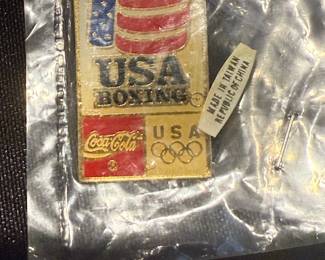 USA
BOXING
Coca-Cola
USA
MADE IN TAIWAN
REPUBLIC OF CHINA